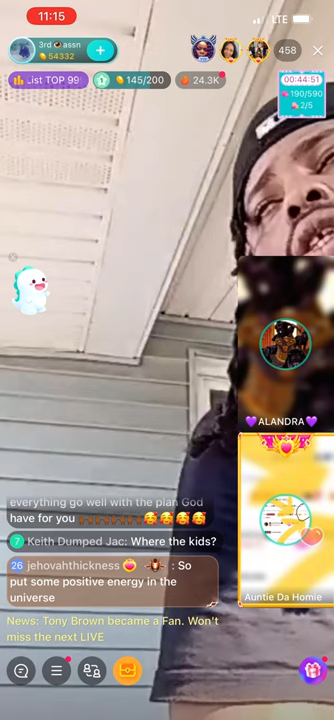 11:15
LTE
3rd assn
54332
458
List TOP 99
145/200
24.3K
00:44:51
190/590
2/5
💜ALANDRA💜
everything go well with the plan God
have for you 🥰🥰🥰🥰
7 Keith Dumped Jac: Where the kids?
26 jehovahthickness : So
put some positive energy in the
universe
News: Tony Brown became a Fan. Won't
miss the next LIVE
Auntie Da Homie